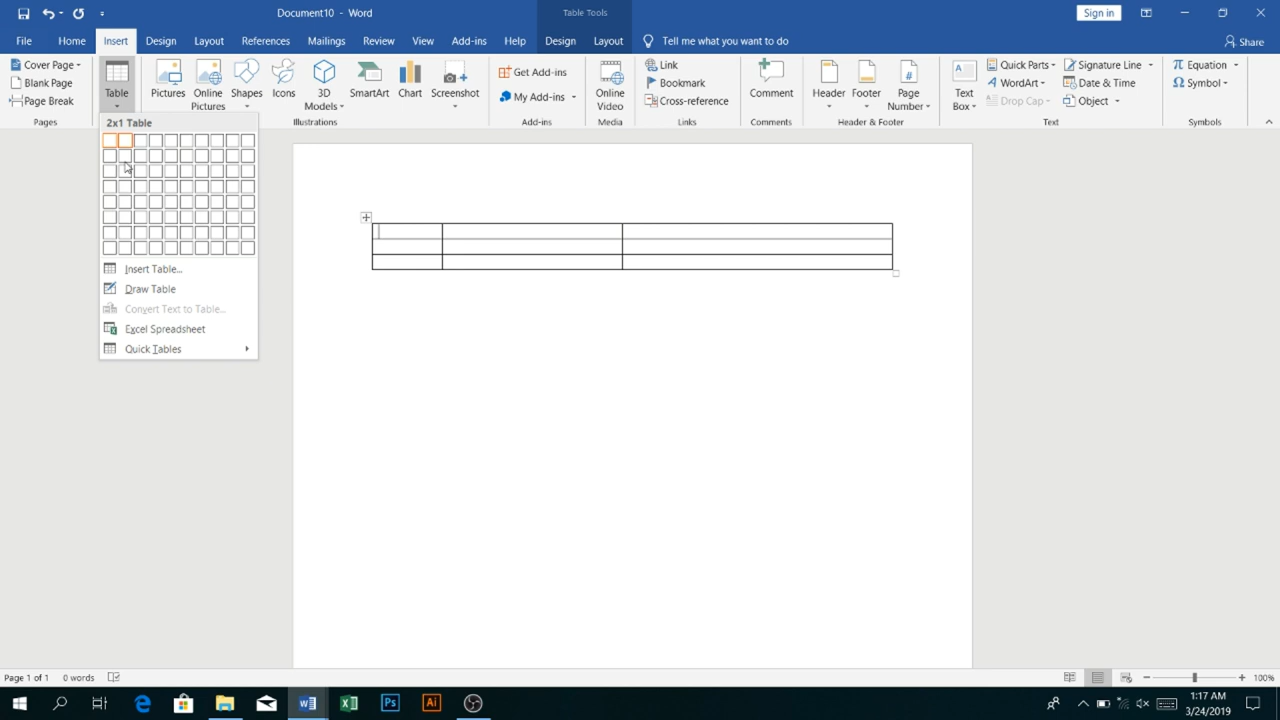 Document10 - Word
Table Tools
Sign in
File
Home
Insert
Design
Layout
References
Mailings
Review
View
Add-ins
Help
Design
Layout
Tell me what you want to do
Share
Cover Page
Blank Page
Page Break
Pages
Table
Pictures
Online
Pictures
Shapes
Icons
3D
Models
SmartArt
Chart
Screenshot
Illustrations
Get Add-ins
My Add-ins
Add-ins
Online
Video
Media
Link
Bookmark
Cross-reference
Links
Comment
Comments
Header
Footer
Page
Number
Header & Footer
Text
Box
Quick Parts
WordArt
Drop Cap
Signature Line
Date & Time
Object
Text
Equation
Symbol
Symbols
2x1 Table
Insert Table...
Draw Table
Convert Text to Table...
Excel Spreadsheet
Quick Tables
Page 1 of 1
0 words
100%
Ps
Ai
1:17 AM
3/24/2019